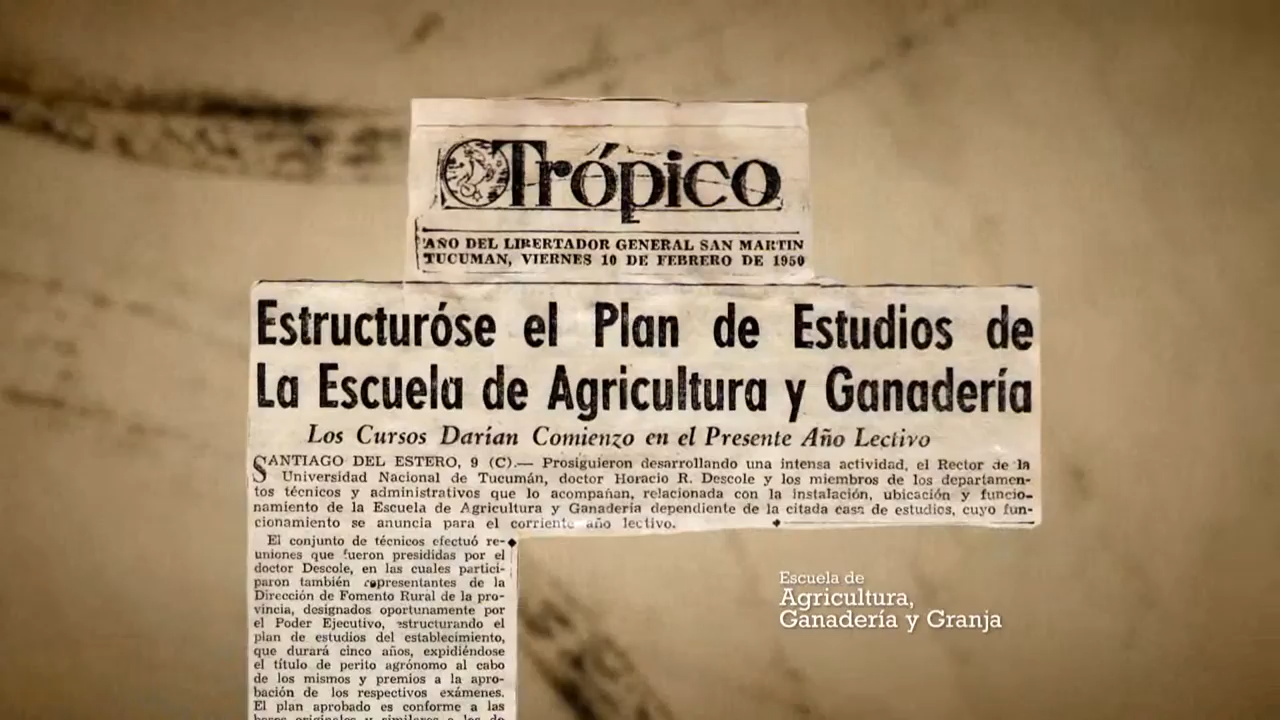 Trópico
AÑO DEL LIBERTADOR GENERAL SAN MARTIN
TUCUMAN, VIERNES 10 DE FEBRERO DE 1950
Estructuróse el Plan de Estudios de
La Escuela de Agricultura y Ganadería
Los Cursos Darían Comienzo en el Presente Año Lectivo
SANTIAGO DEL ESTERO, 9 (C).— Prosiguieron desarrollando una intensa actividad, el Rector de la
Universidad Nacional de Tucumán, doctor Horacio R. Descole y los miembros de los departamen-
tos técnicos y administrativos que lo acompañan, relacionada con la instalación, ubicación y funcio-
namiento de la Escuela de Agricultura y Ganadería dependiente de la citada casa de estudios, cuyo fun-
cionamiento se anuncia para el corriente año lectivo.
El conjunto de técnicos efectuó re-
uniones que fueron presididas por el
doctor Descole, en las cuales partici-
paron también representantes de la
Dirección de Fomento Rural de la pro-
vincia, designados oportunamente por
el Poder Ejecutivo, estructurando el
plan de estudios del establecimiento,
que durará cinco años, expidiéndose
el título de perito agrónomo al cabo
de los mismos y premios a la apro-
bación de los respectivos exámenes.
El plan aprobado es conforme a las
Escuela de
Agricultura,
Ganadería y Granja